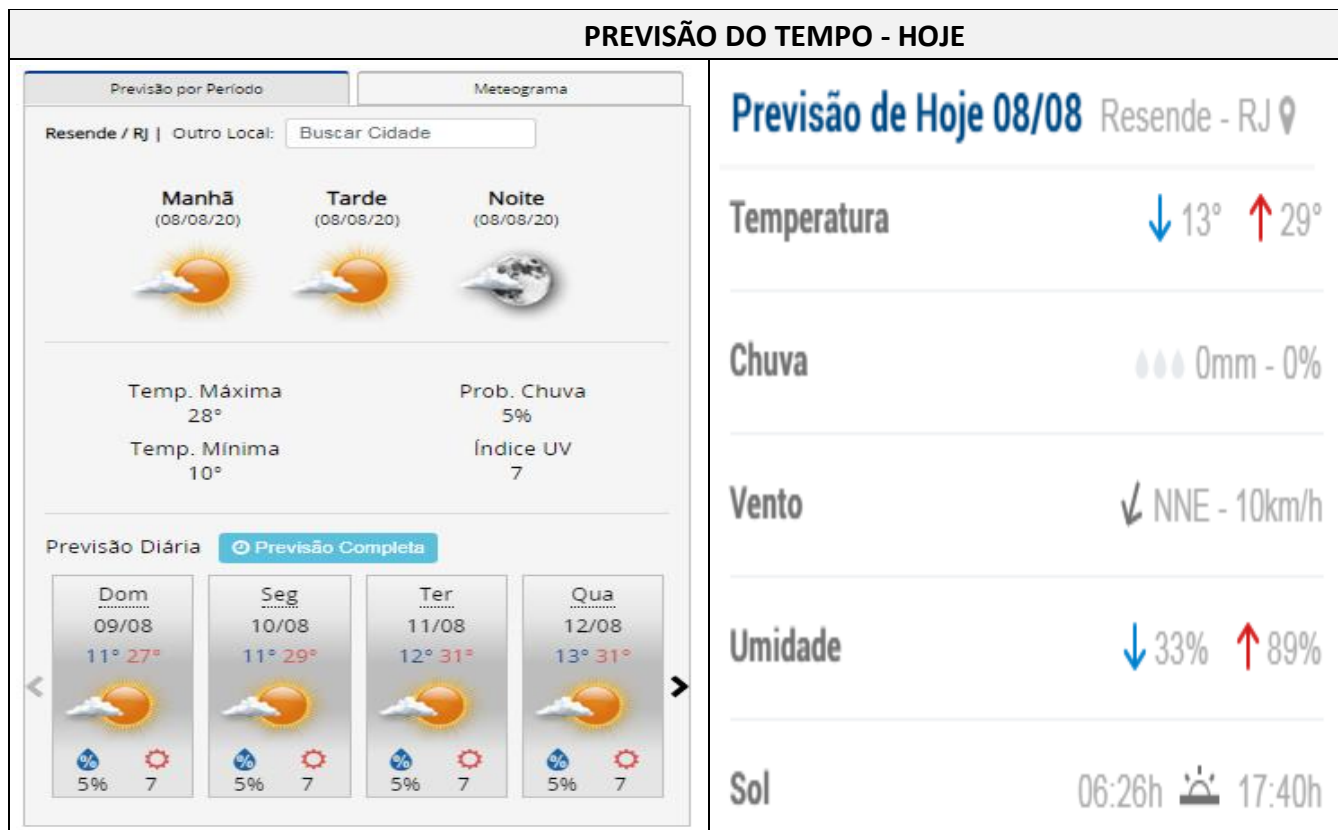 PREVISÃO DO TEMPO - HOJE
Previsão por Período
Meteograma
Resende / RJ | Outro Local: Buscar Cidade
Manhã Tarde Noite
(08/08/20) (08/08/20) (08/08/20)
Temp. Máxima Prob. Chuva
28° 5%
Temp. Mínima Índice UV
10° 7
Previsão Diária Previsão Completa
Dom Seg Ter Qua
09/08 10/08 11/08 12/08
11° 27° 11° 29° 12° 31° 13° 31°
< >
% % % %
5% 7 5% 7 5% 7 5% 7
Previsão de Hoje 08/08 Resende - RJ
Temperatura ↓ 13° ↑ 29°
Chuva 0mm - 0%
Vento NNE - 10km/h
Umidade ↓ 33% ↑ 89%
Sol 06:26h 17:40h